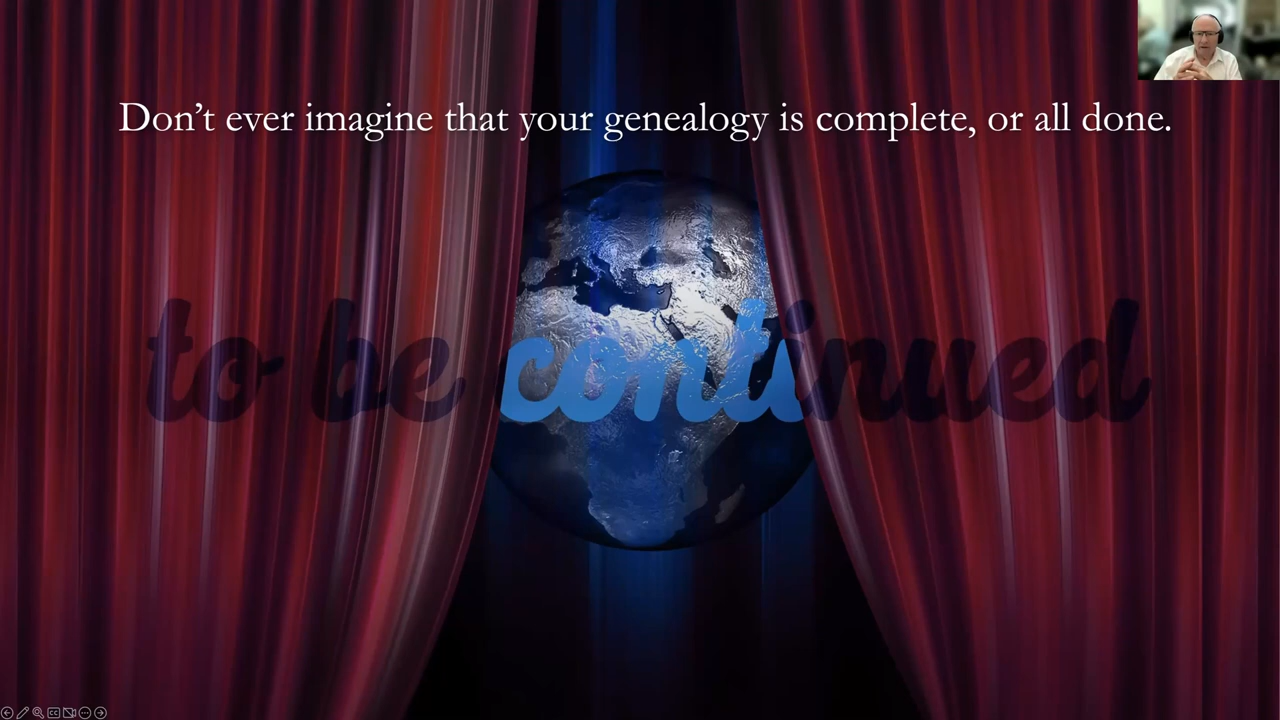 Don't ever imagine that your genealogy is complete, or all done.
to be continued